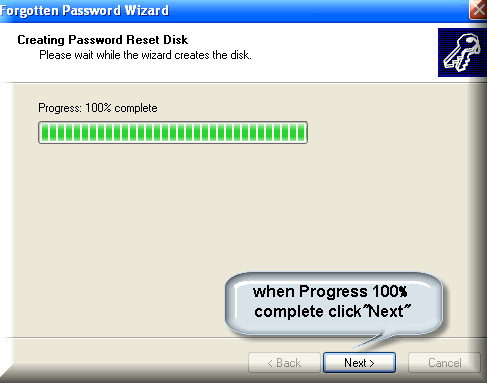 Forgotten Password Wizard
Creating Password Reset Disk
Please wait while the wizard creates the disk.
Progress: 100% complete
when Progress 100%
complete click"Next"
< Back
Next >
Cancel